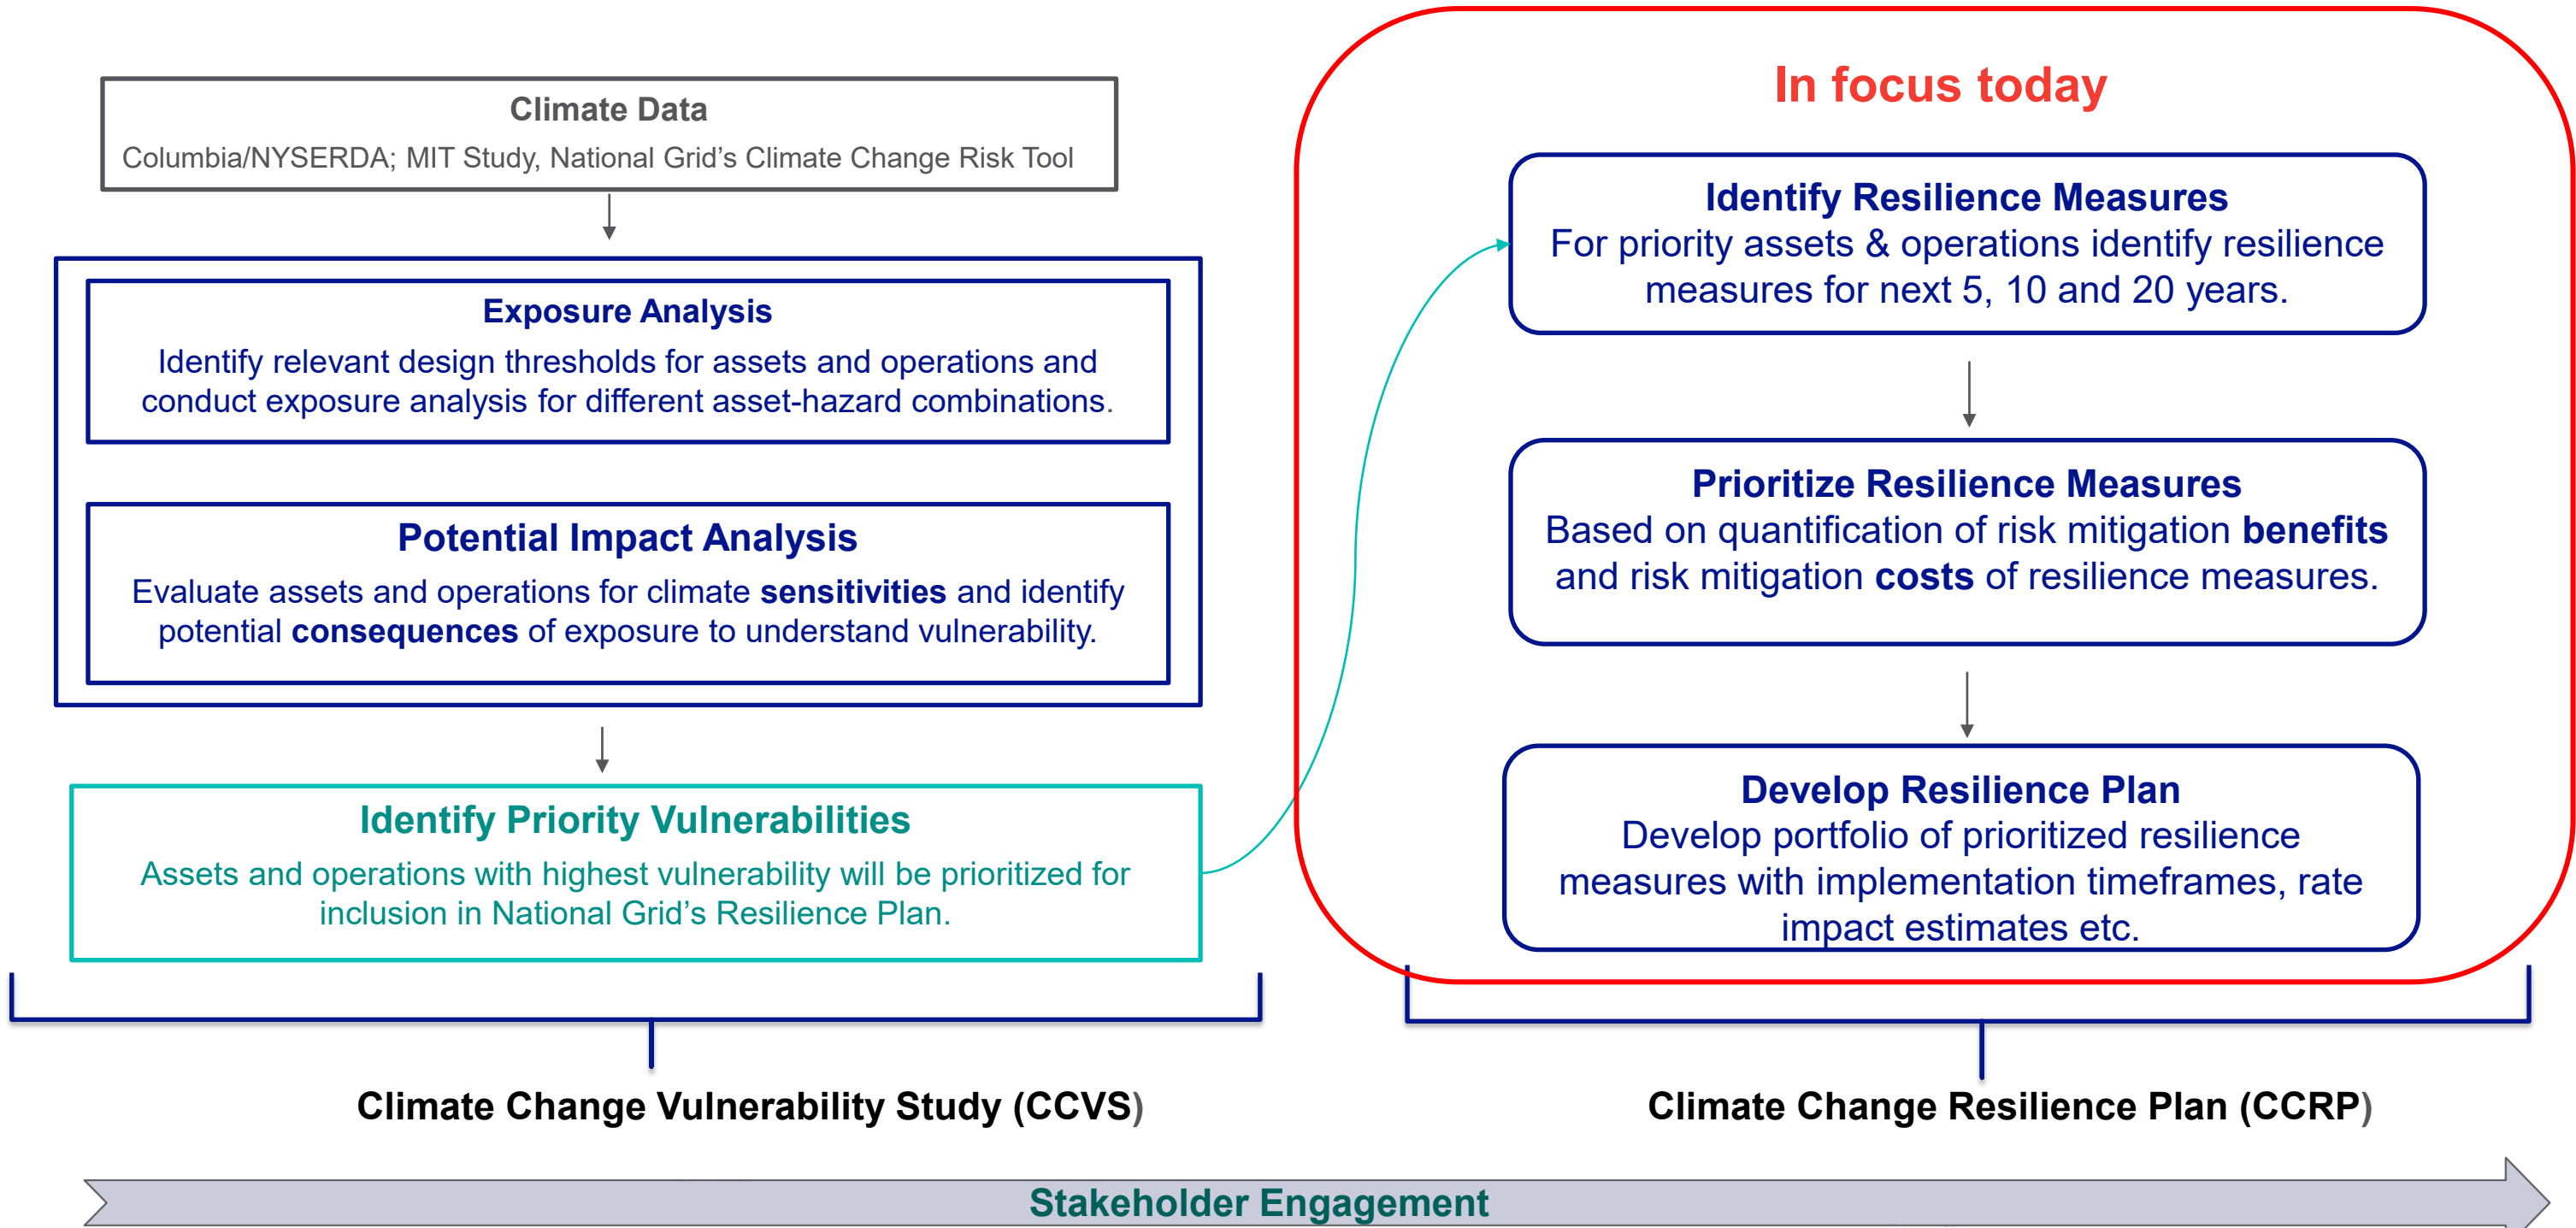 Climate Data
Columbia/NYSERDA; MIT Study, National Grid’s Climate Change Risk Tool
Exposure Analysis
Identify relevant design thresholds for assets and operations and
conduct exposure analysis for different asset-hazard combinations.
Potential Impact Analysis
Evaluate assets and operations for climate sensitivities and identify
potential consequences of exposure to understand vulnerability.
Identify Priority Vulnerabilities
Assets and operations with highest vulnerability will be prioritized for
inclusion in National Grid’s Resilience Plan.
Climate Change Vulnerability Study (CCVS)
In focus today
Identify Resilience Measures
For priority assets & operations identify resilience
measures for next 5, 10 and 20 years.
Prioritize Resilience Measures
Based on quantification of risk mitigation benefits
and risk mitigation costs of resilience measures.
Develop Resilience Plan
Develop portfolio of prioritized resilience
measures with implementation timeframes, rate
impact estimates etc.
Climate Change Resilience Plan (CCRP)
Stakeholder Engagement